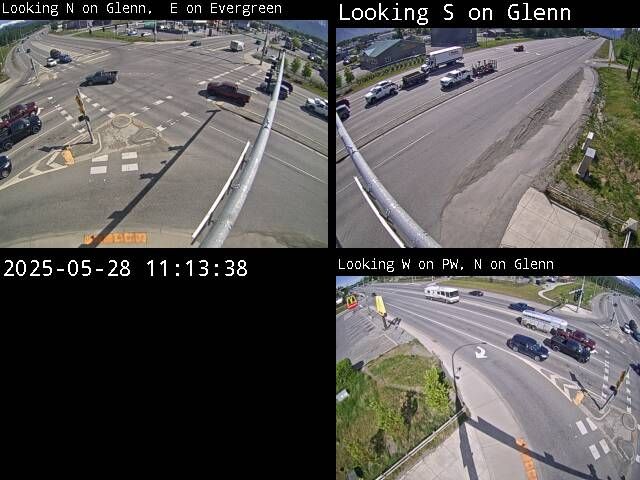 Looking N on Glenn,  E on Evergreen
Looking S on Glenn
2025-05-28 11:13:38
Looking W on PW, N on Glenn